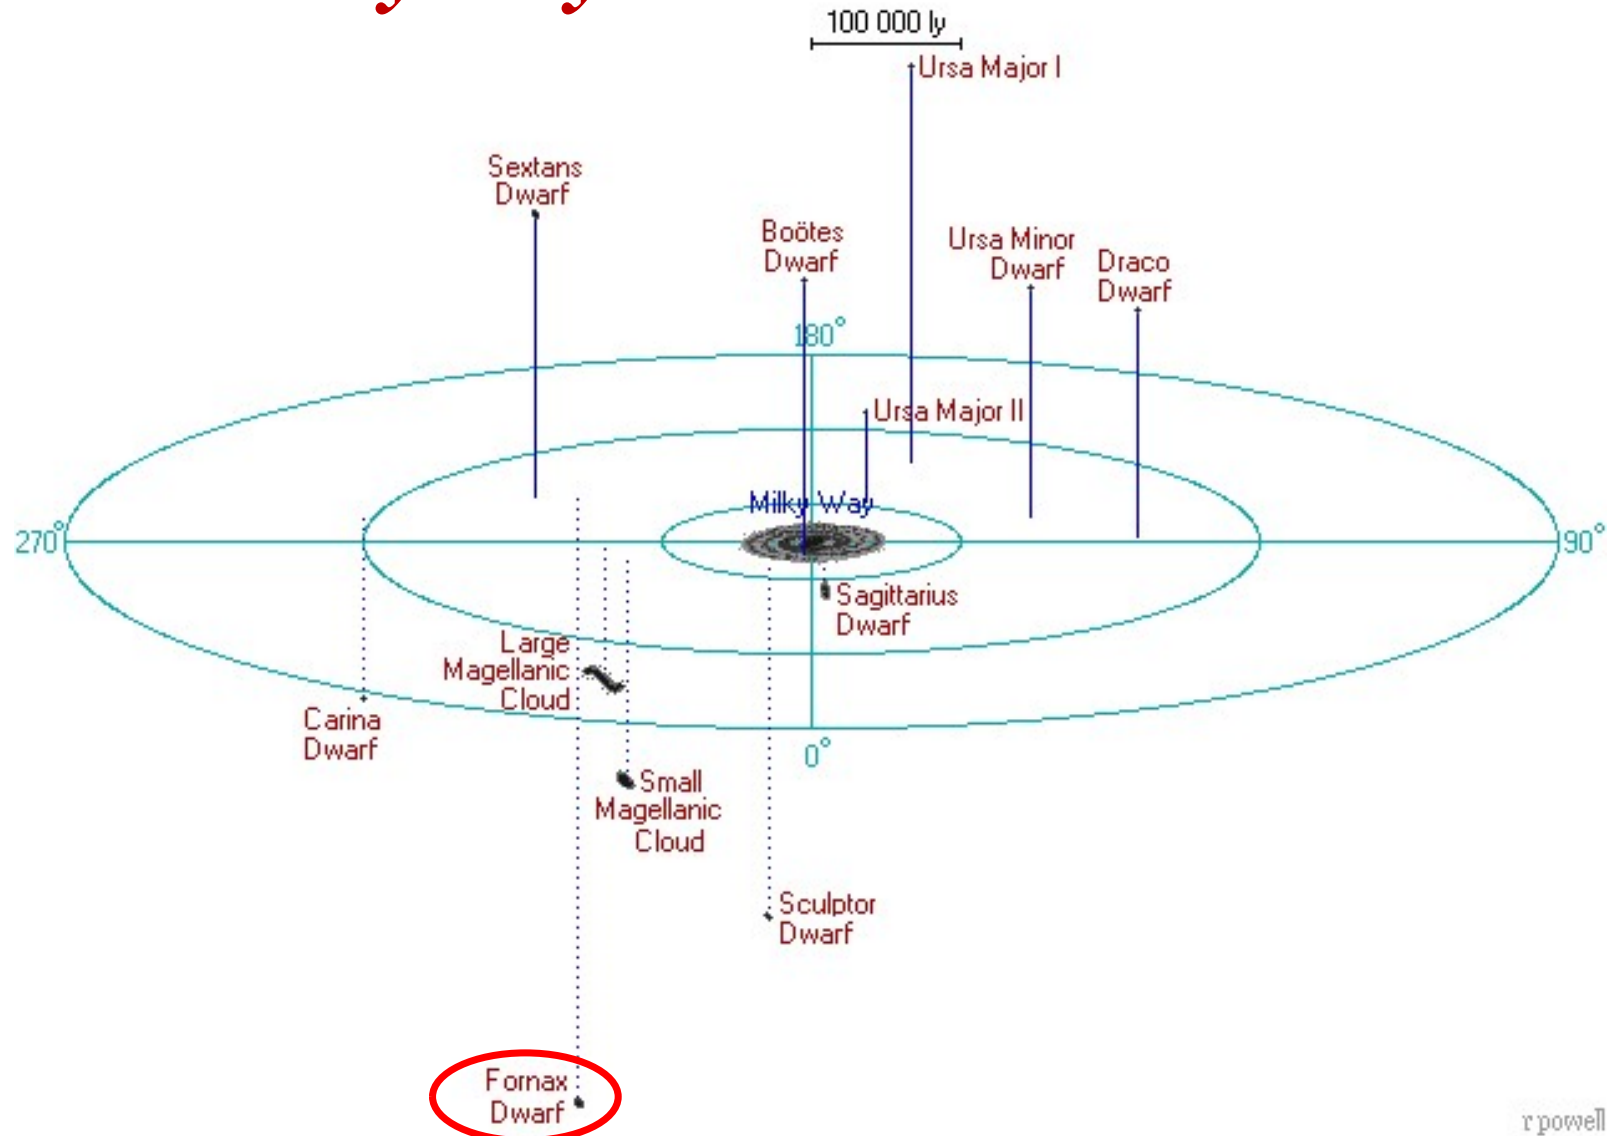 100 000 ly
Ursa Major I
Sextans
Dwarf
Boötes
Dwarf
Ursa Minor
Dwarf
Draco
Dwarf
180°
Ursa Major II
Milky Way
270°
90°
Sagittarius
Dwarf
Large
Magellanic
Cloud
Carina
Dwarf
0°
Small
Magellanic
Cloud
Sculptor
Dwarf
Fornax
Dwarf
r powell